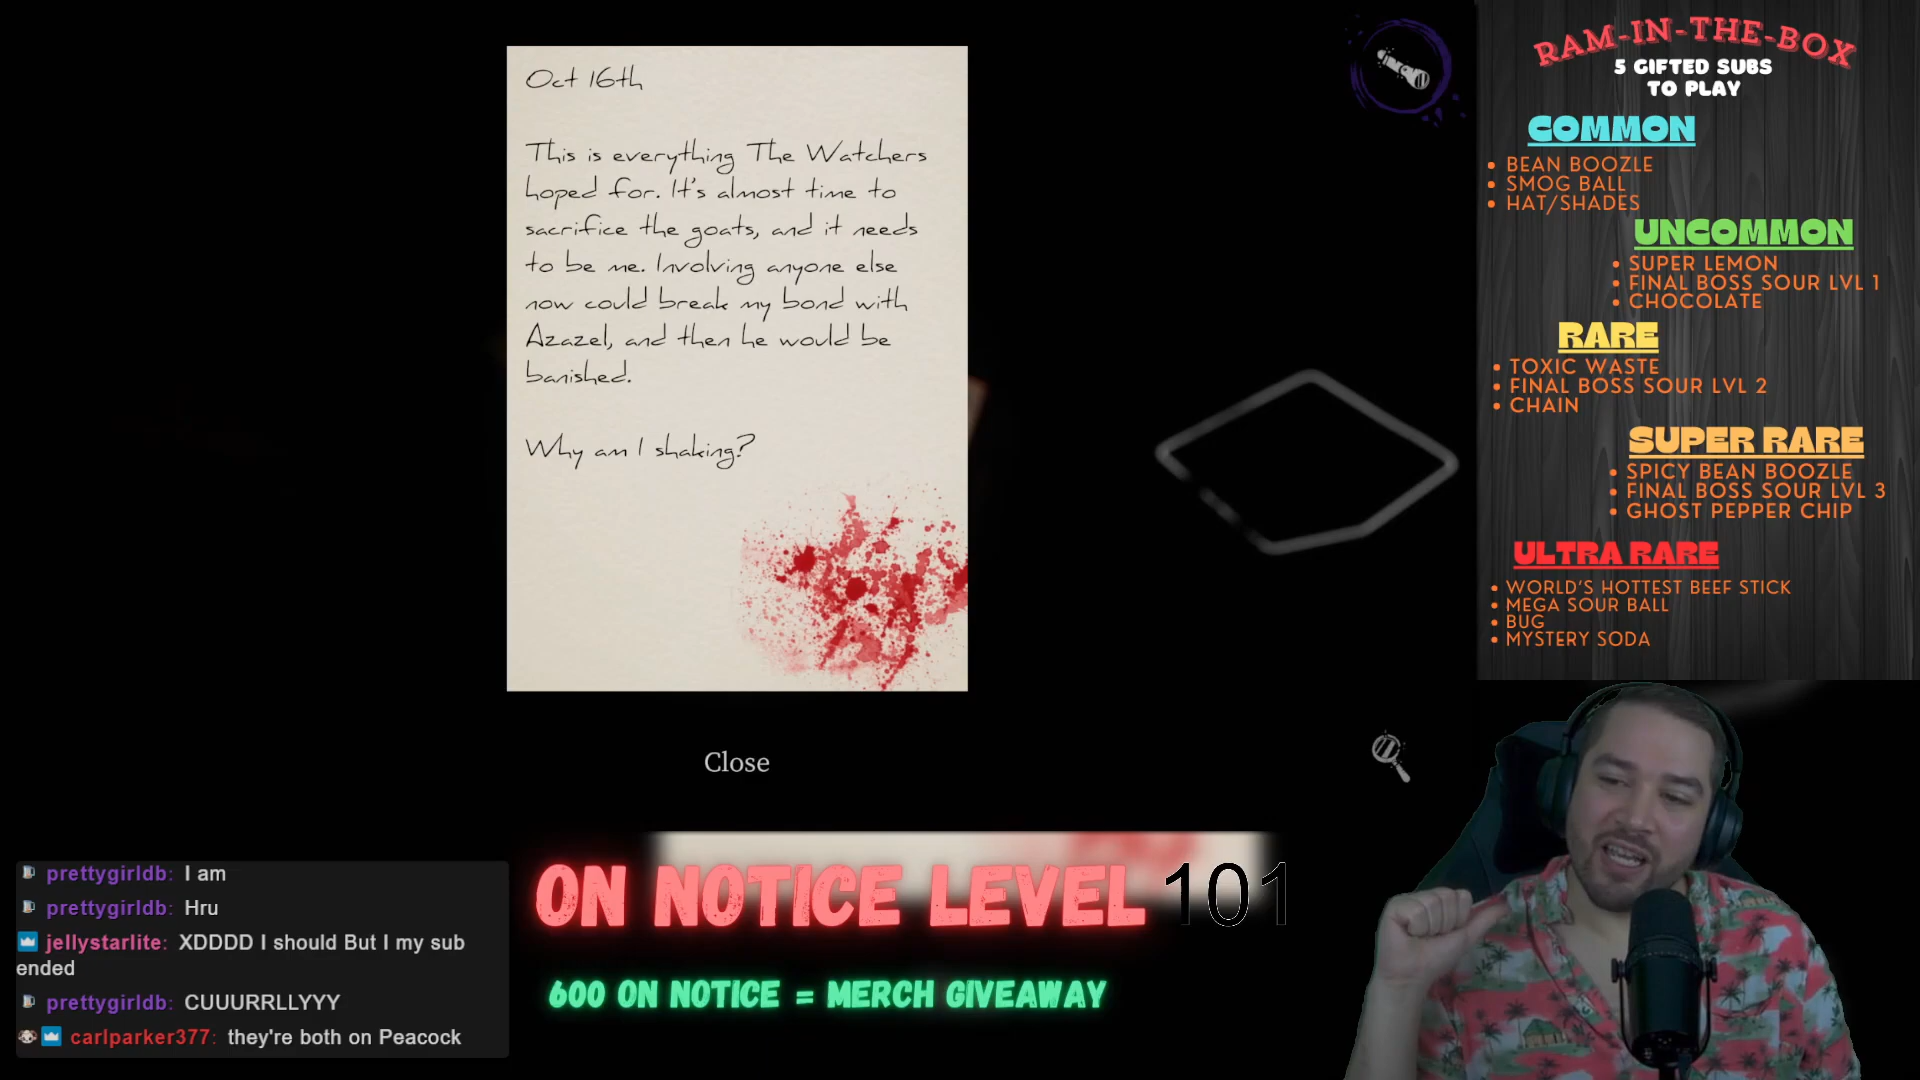 Oct 16th
This is everything The Watchers
hoped for. It's almost time to
sacrifice the goats, and it needs
to be me. Involving anyone else
now could break my bond with
Azazel, and then he would be
banished.
Why am I shaking?
Close
RAM-IN-THE-BOX
5 GIFTED SUBS
TO PLAY
COMMON
• BEAN BOOZLE
• SMOG BALL
• HAT/SHADES
UNCOMMON
• SUPER LEMON
• FINAL BOSS SOUR LVL 1
• CHOCOLATE
RARE
• TOXIC WASTE
• FINAL BOSS SOUR LVL 2
• CHAIN
SUPER RARE
• SPICY BEAN BOOZLE
• FINAL BOSS SOUR LVL 3
• GHOST PEPPER CHIP
ULTRA RARE
• WORLD'S HOTTEST BEEF STICK
• MEGA SOUR BALL
• BUG
• MYSTERY SODA
prettygirldb: I am
prettygirldb: Hru
jellystarlite: XDDDD I should But I my sub
ended
prettygirldb: CUUURRLLYYY
carlparker377: they're both on Peacock
ON NOTICE LEVEL 101
600 ON NOTICE = MERCH GIVEAWAY